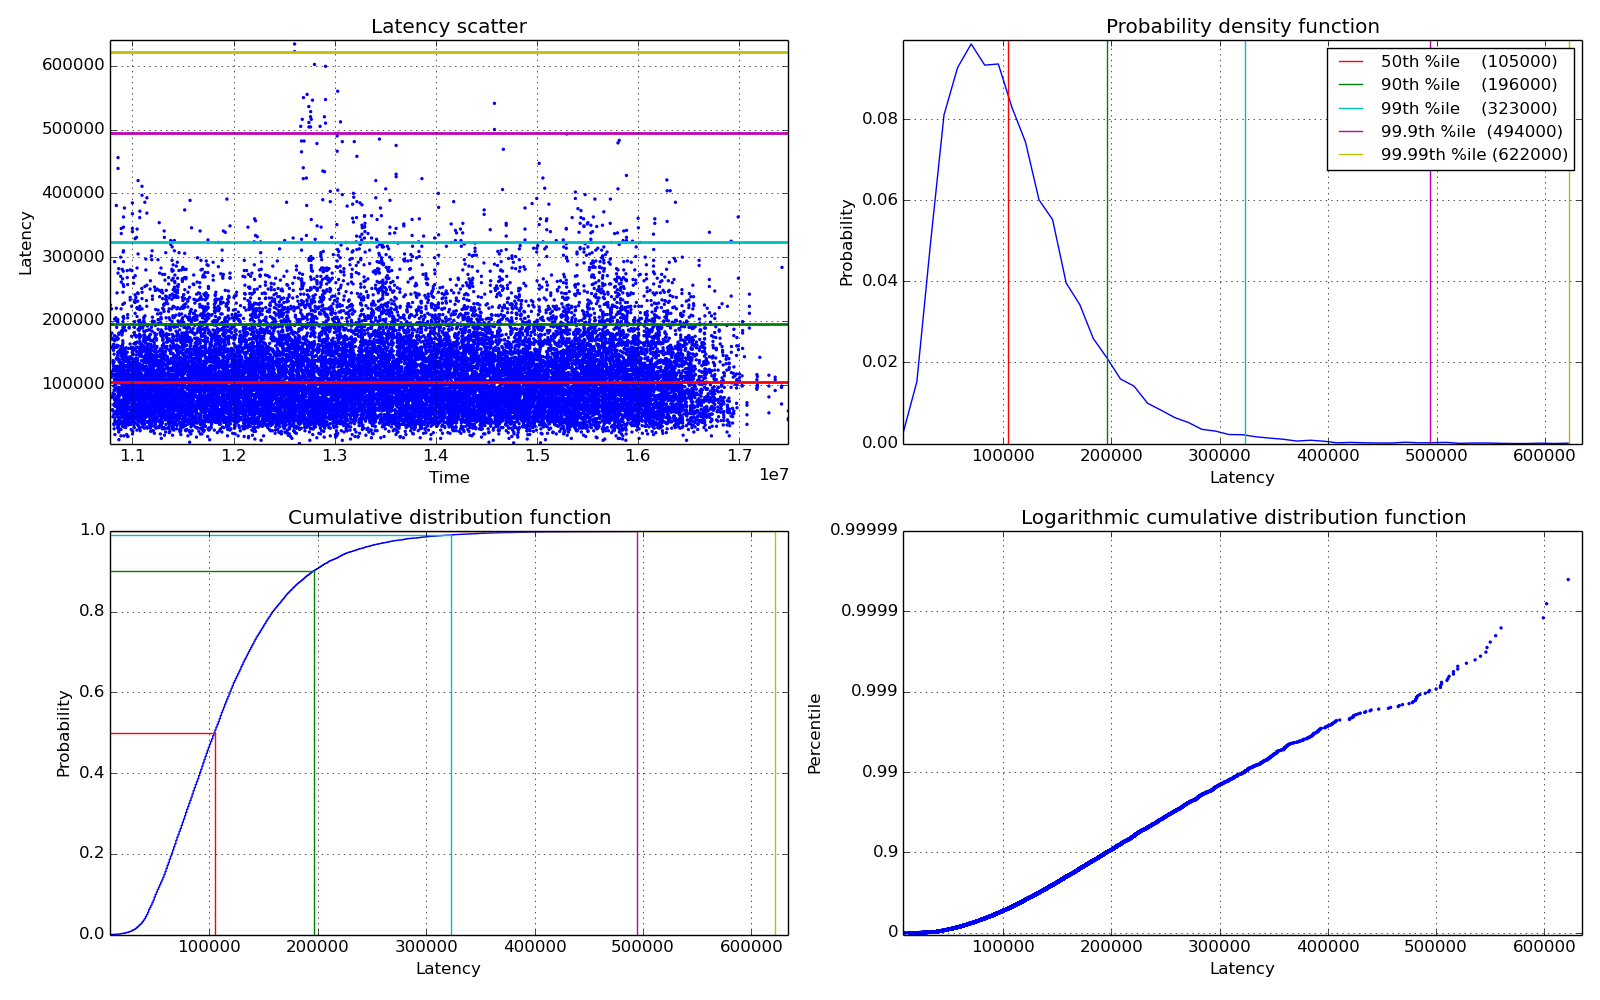 Latency scatter
600000
500000
400000
300000
200000
100000
Latency
1.1 1.2 1.3 1.4 1.5 1.6 1.7
1e7
Time
Probability density function
50th %ile (105000)
90th %ile (196000)
99th %ile (323000)
99.9th %ile (494000)
99.99th %ile (622000)
0.08
0.06
0.04
0.02
0.00
Probability
100000 200000 300000 400000 500000 600000
Latency
Cumulative distribution function
1.0
0.8
0.6
0.4
0.2
0.0
Probability
100000 200000 300000 400000 500000 600000
Latency
Logarithmic cumulative distribution function
0.99999
0.9999
0.999
0.99
0.9
0
Percentile
100000 200000 300000 400000 500000 600000
Latency